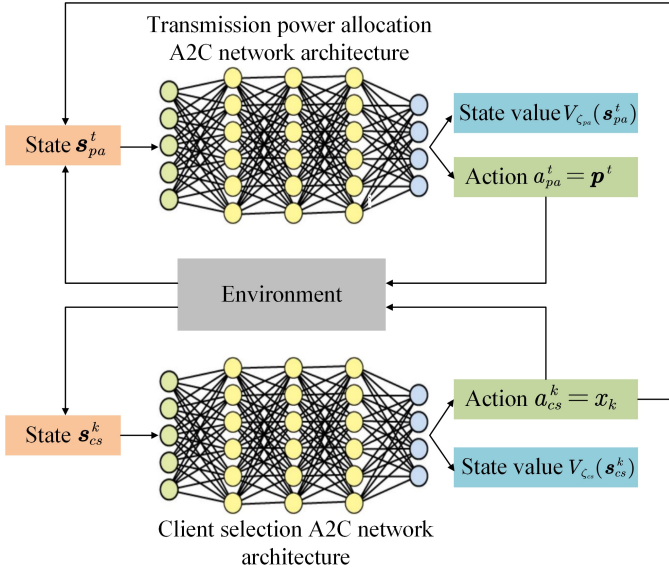 Transmission power allocation
A2C network architecture
State $\boldsymbol{s}_{pa}^{t}$
State value $V_{\zeta_{pa}}(\boldsymbol{s}_{pa}^{t})$
Action $a_{pa}^{t} = \boldsymbol{p}^{t}$
Environment
State $\boldsymbol{s}_{cs}^{k}$
Action $a_{cs}^{k} = x_{k}$
State value $V_{\zeta_{cs}}(\boldsymbol{s}_{cs}^{k})$
Client selection A2C network
architecture